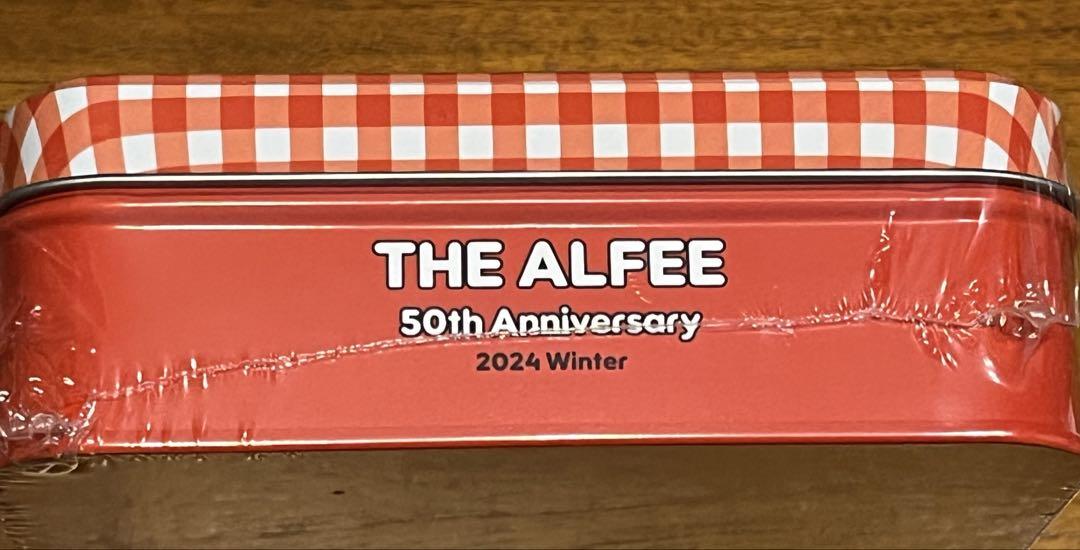 THE ALFEE
50th Anniversary
2024 Winter